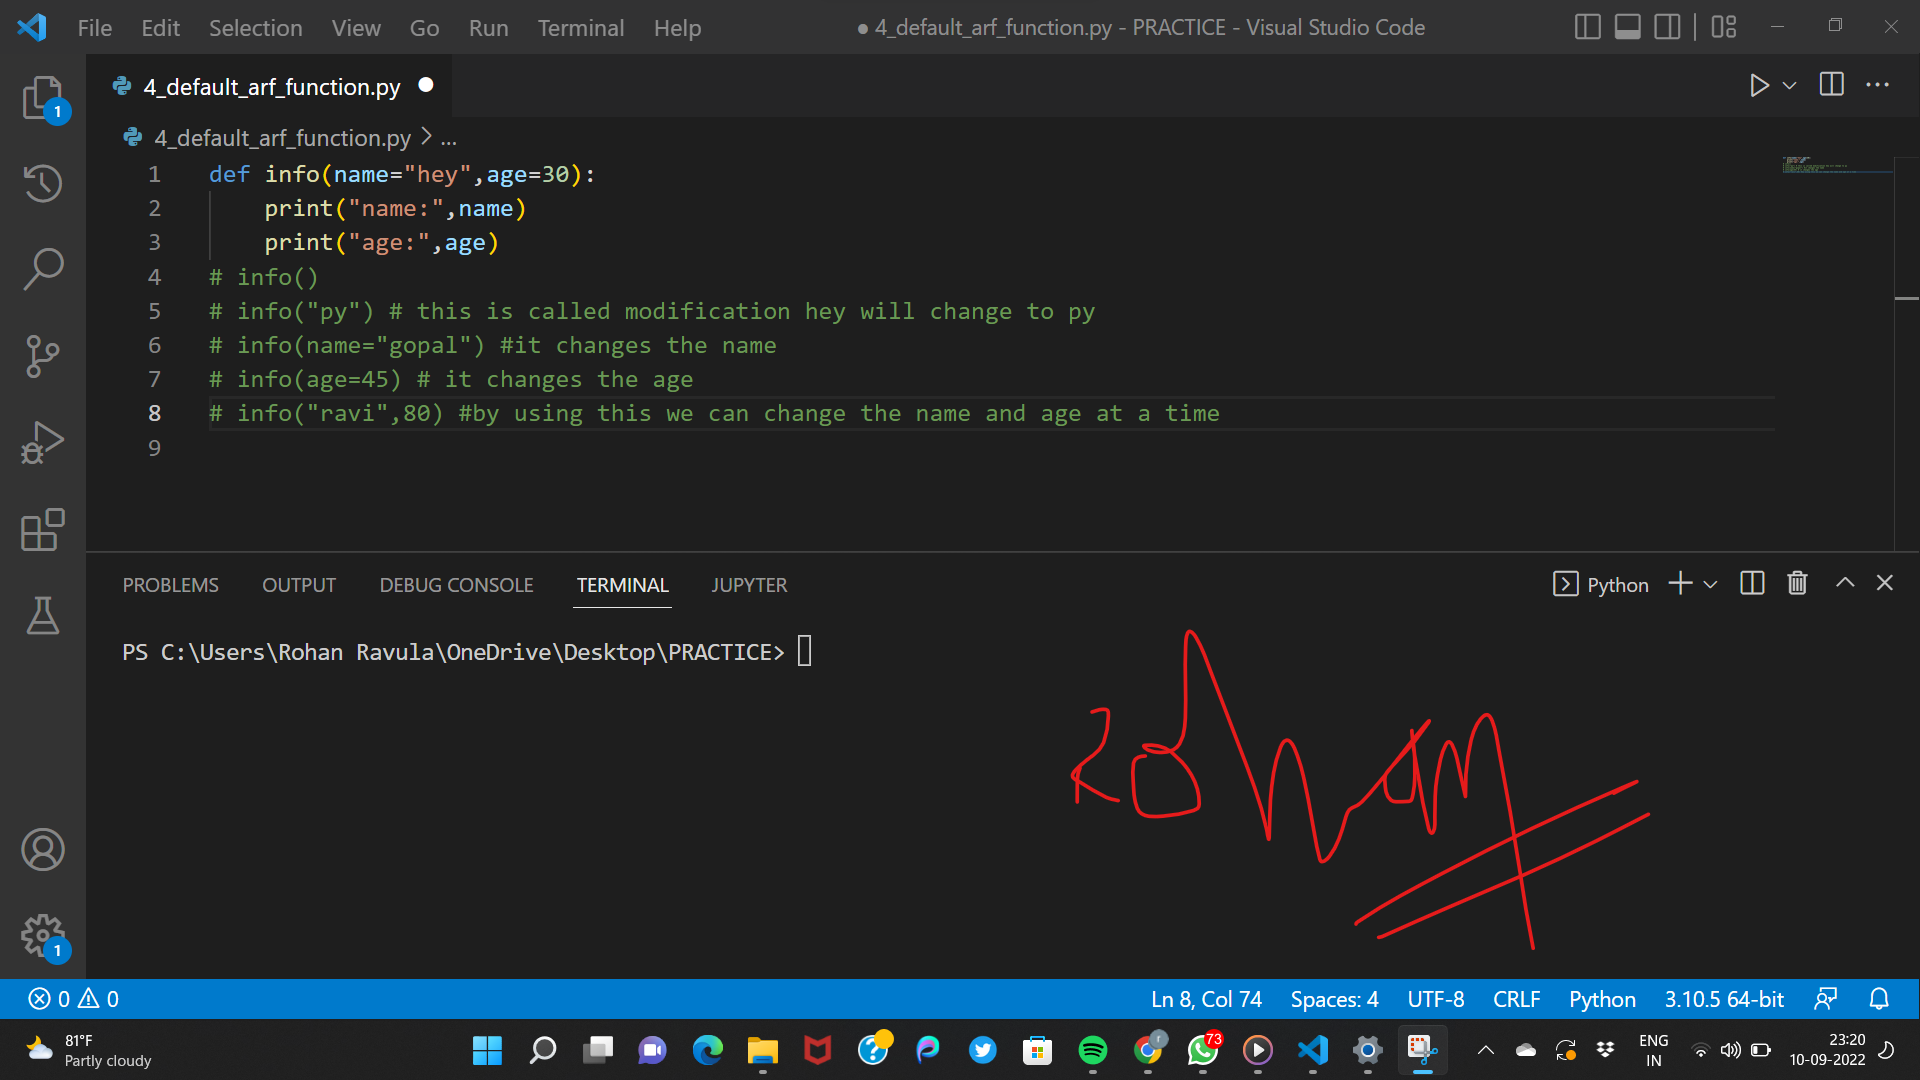 File Edit Selection View Go Run Terminal Help ● 4_default_arf_function.py - PRACTICE - Visual Studio Code
4_default_arf_function.py
4_default_arf_function.py > ...
1 def info(name="hey",age=30):
2     print("name:",name)
3     print("age:",age)
4 # info()
5 # info("py") # this is called modification hey will change to py
6 # info(name="gopal") #it changes the name
7 # info(age=45) # it changes the age
8 # info("ravi",80) #by using this we can change the name and age at a time
9
PROBLEMS OUTPUT DEBUG CONSOLE TERMINAL JUPYTER Python
PS C:\Users\Rohan Ravula\OneDrive\Desktop\PRACTICE>
Rohan
1
1
0 0 Ln 8, Col 74 Spaces: 4 UTF-8 CRLF Python 3.10.5 64-bit
81°F
Partly cloudy
r
73
ENG
IN
23:20
10-09-2022